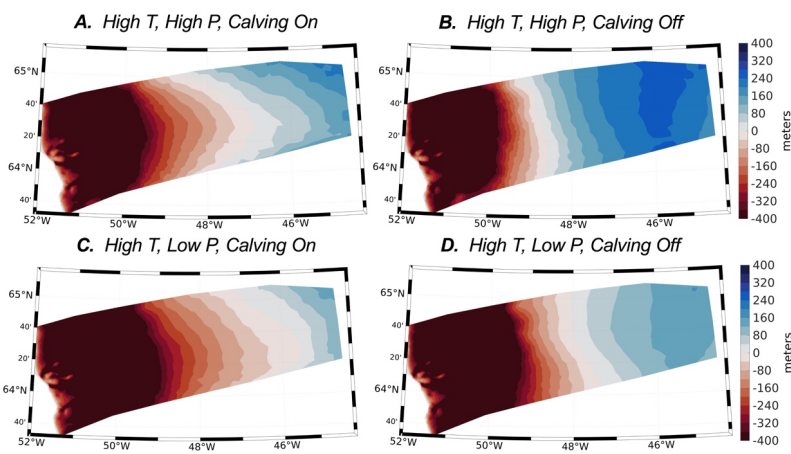 A. High T, High P, Calving On
B. High T, High P, Calving Off
65°N
40'
20'
64°N
40'
52°W
50°W
48°W
46°W
65°N
40'
20'
64°N
40'
52°W
50°W
48°W
46°W
400
320
240
160
80
0
-80
-160
-240
-320
-400
meters
C. High T, Low P, Calving On
D. High T, Low P, Calving Off
65°N
40'
20'
64°N
40'
52°W
50°W
48°W
46°W
65°N
40'
20'
64°N
40'
52°W
50°W
48°W
46°W
400
320
240
160
80
0
-80
-160
-240
-320
-400
meters